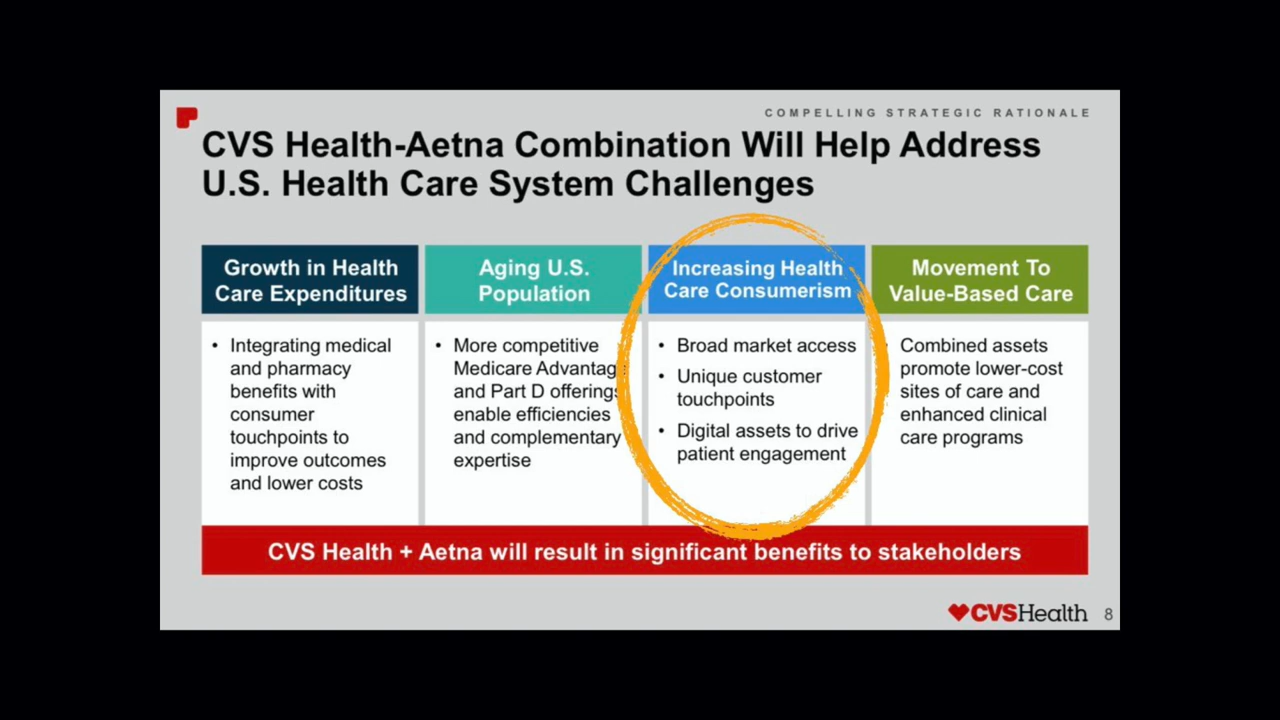 COMPELLING STRATEGIC RATIONALE
CVS Health-Aetna Combination Will Help Address
U.S. Health Care System Challenges
Growth in Health
Care Expenditures
• Integrating medical
and pharmacy
benefits with
consumer
touchpoints to
improve outcomes
and lower costs
Aging U.S.
Population
• More competitive
Medicare Advantage
and Part D offerings
enable efficiencies
and complementary
expertise
Increasing Health
Care Consumerism
• Broad market access
• Unique customer
touchpoints
• Digital assets to drive
patient engagement
Movement To
Value-Based Care
• Combined assets
promote lower-cost
sites of care and
enhanced clinical
care programs
CVS Health + Aetna will result in significant benefits to stakeholders
CVSHealth
8